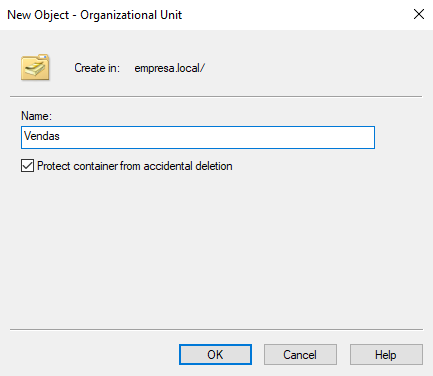 New Object - Organizational Unit
Create in: empresa.local/
Name:
Vendas
Protect container from accidental deletion
OK Cancel Help